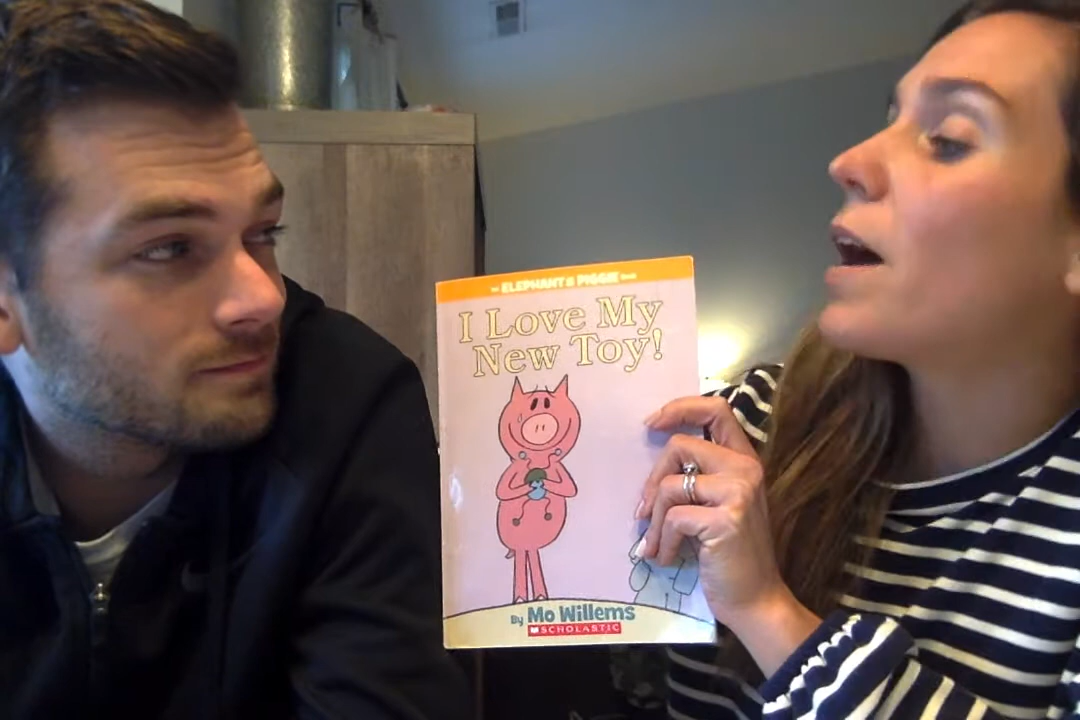 An ELEPHANT & PIGGIE Book
I Love My
New Toy!
By Mo Willems
SCHOLASTIC